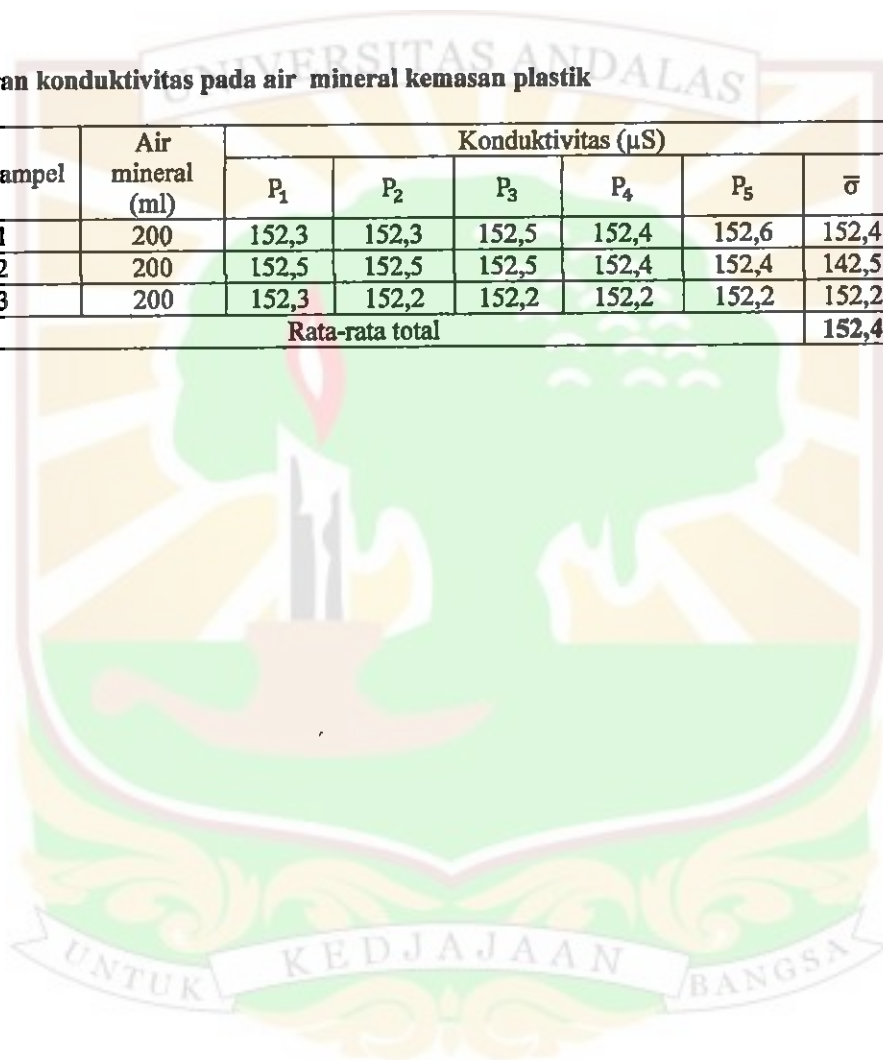 UNIVERSITAS ANDALAS
konduktivitas pada air mineral kemasan plastik
Air mineral (ml) Konduktivitas (µS)
P₁ P₂ P₃ P₄ P₅ σ̅
1 200 152,3 152,3 152,5 152,4 152,6 152,4
2 200 152,5 152,5 152,5 152,4 152,4 142,5
3 200 152,3 152,2 152,2 152,2 152,2 152,2
Rata-rata total 152,4
UNTUK KEDJAJAAN BANGSA